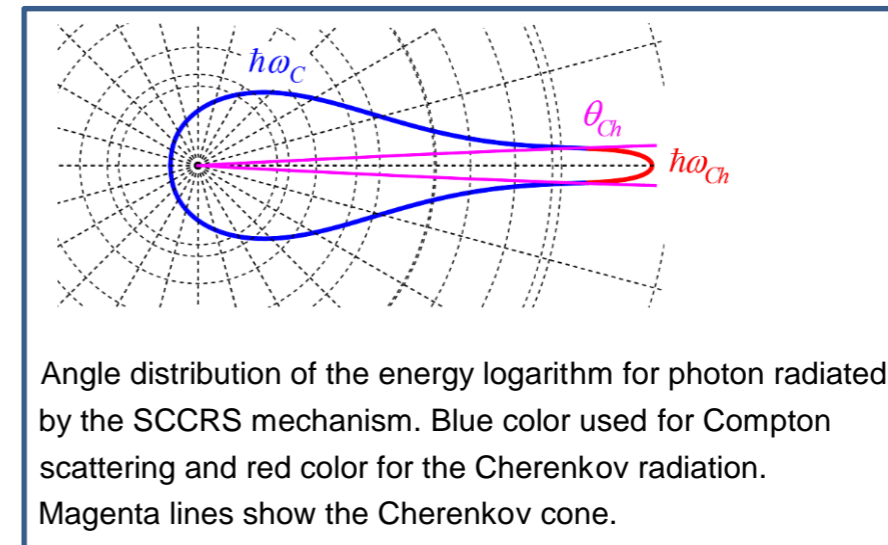 ħω_C
θ_Ch
ħω_Ch
Angle distribution of the energy logarithm for photon radiated
by the SCCRS mechanism. Blue color used for Compton
scattering and red color for the Cherenkov radiation.
Magenta lines show the Cherenkov cone.